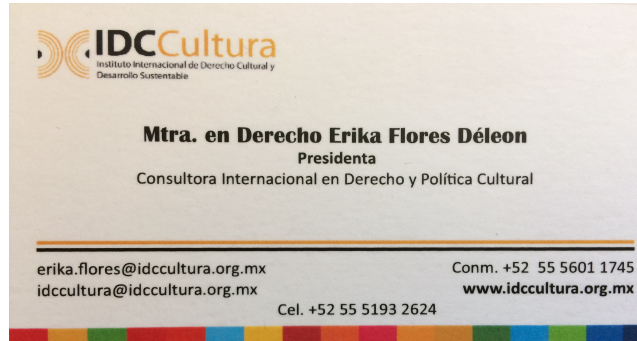 IDCCultura
Instituto Internacional de Derecho Cultural y
Desarrollo Sustentable
Mtra. en Derecho Erika Flores Déleon
Presidenta
Consultora Internacional en Derecho y Política Cultural
erika.flores@idccultura.org.mx
Conm. +52 55 5601 1745
idccultura@idccultura.org.mx
www.idccultura.org.mx
Cel. +52 55 5193 2624